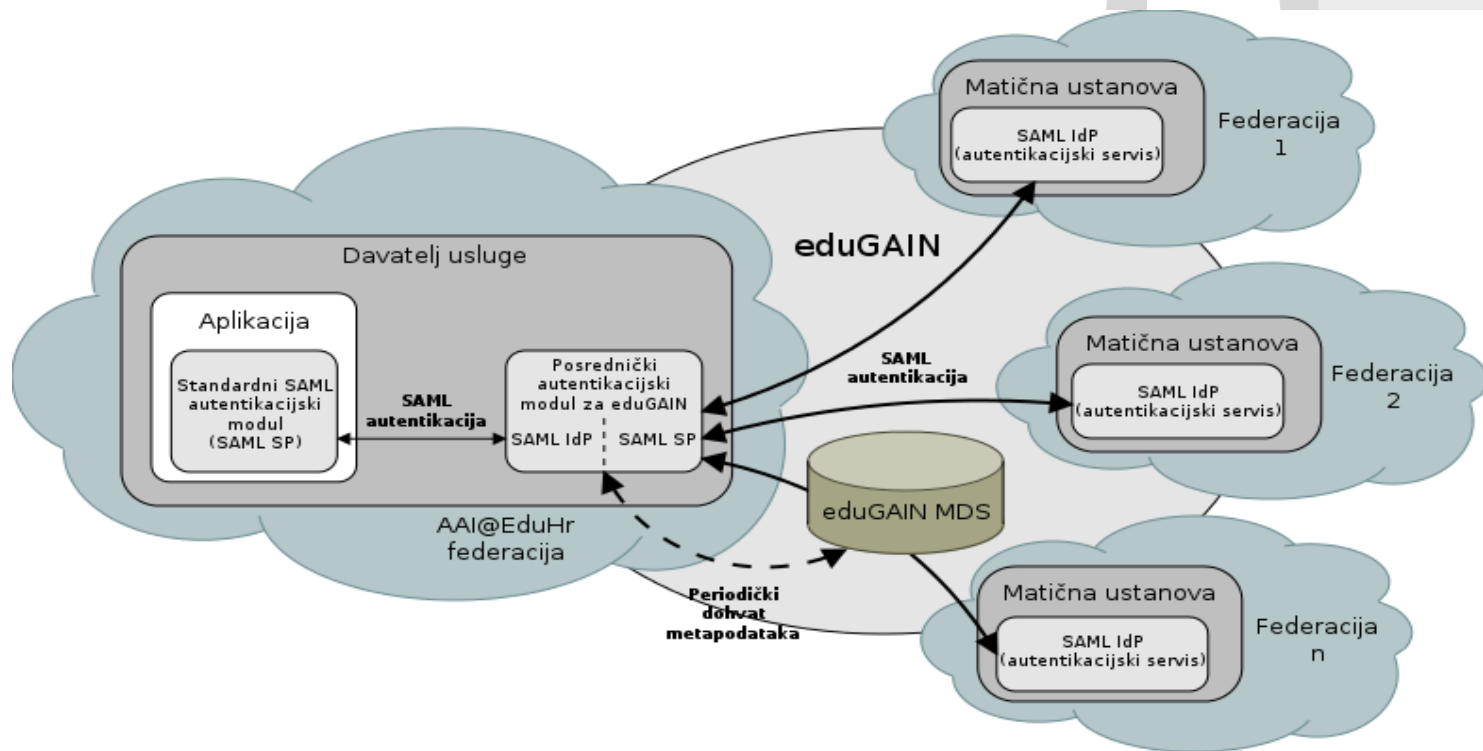 Davatelj usluge
Aplikacija
Standardni SAML
autentikacijski
modul
(SAML SP)
SAML
autentikacija
Posrednički
autentikacijski
modul za eduGAIN
SAML IdP
SAML SP
AAI@EduHr
federacija
eduGAIN
SAML
autentikacija
eduGAIN MDS
Periodički
dohvat
metapodataka
Matična ustanova
SAML IdP
(autentikacijski servis)
Federacija
1
Matična ustanova
SAML IdP
(autentikacijski servis)
Federacija
2
Matična ustanova
SAML IdP
(autentikacijski servis)
Federacija
n